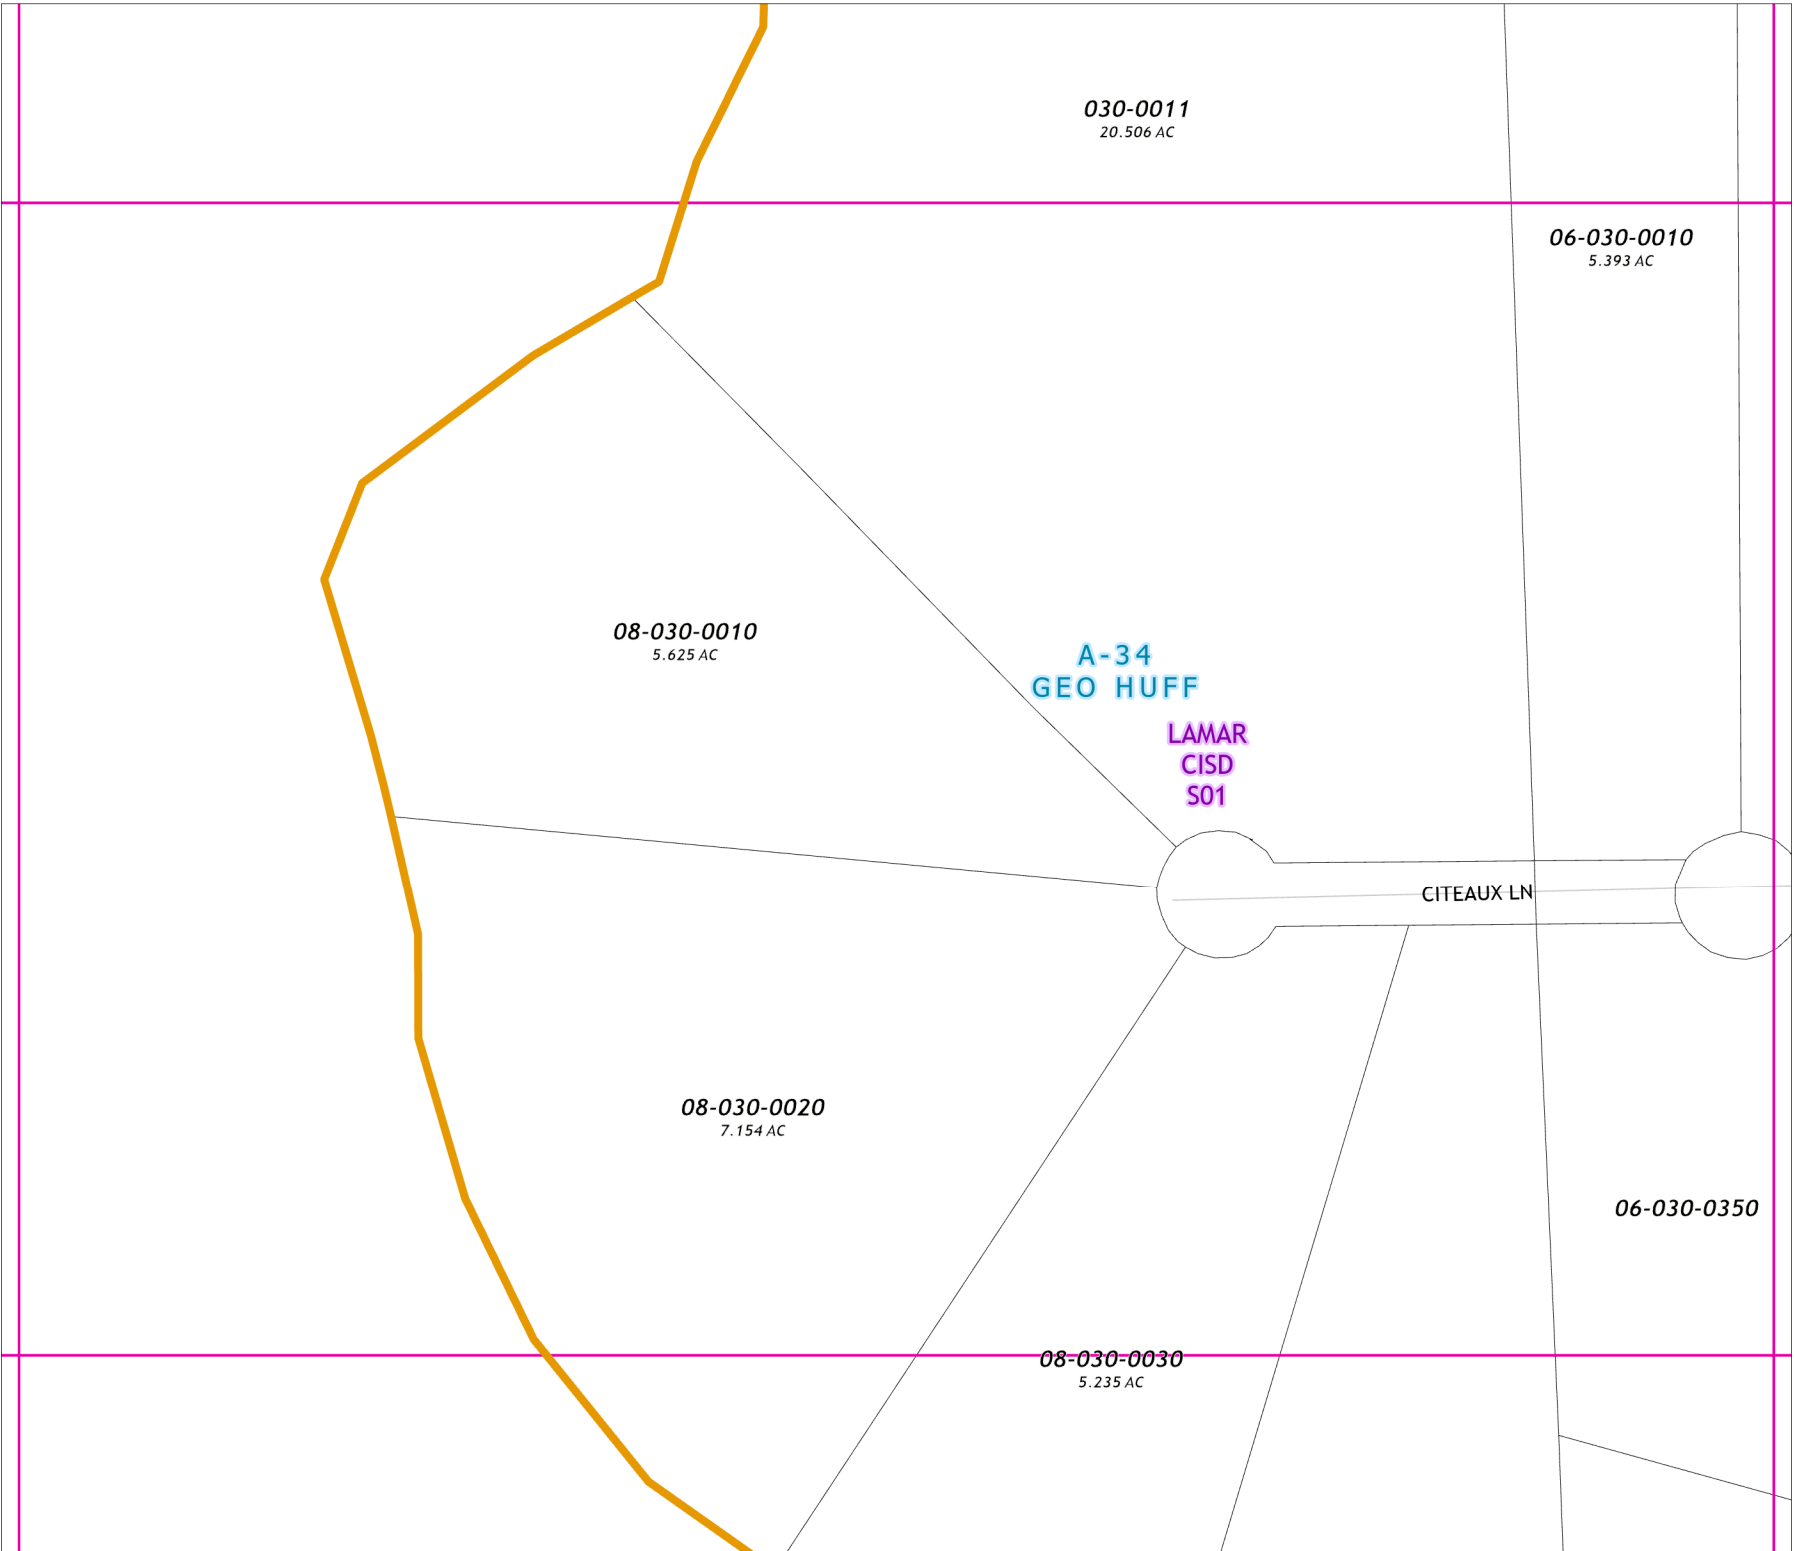 030-0011
20.506 AC
06-030-0010
5.393 AC
08-030-0010
5.625 AC
A-34
GEO HUFF
LAMAR
CISD
S01
CITEAUX LN
08-030-0020
7.154 AC
06-030-0350
08-030-0030
5.235 AC